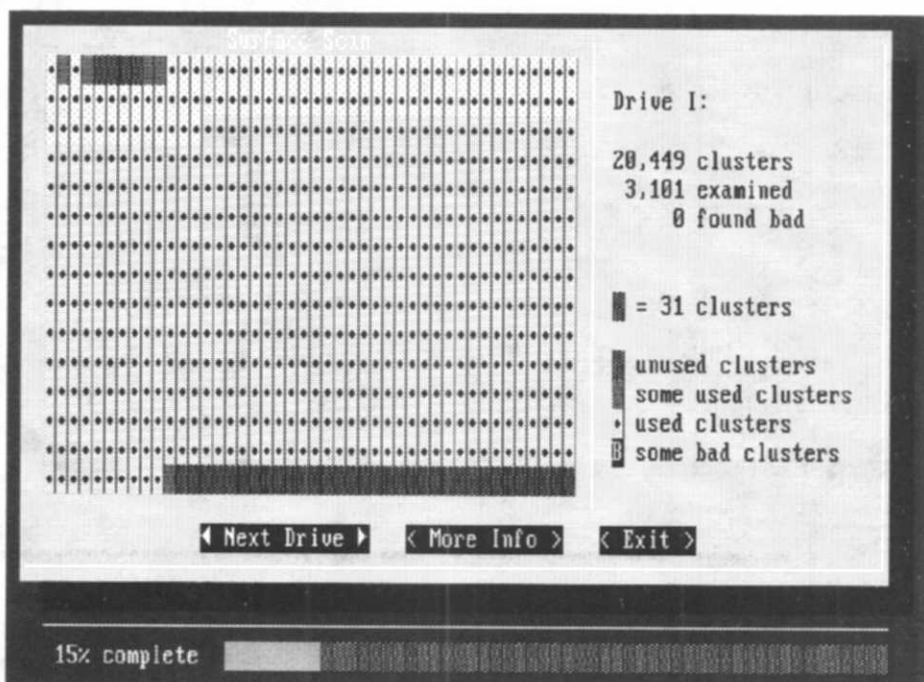 Surface Scan
Drive I:
20,449 clusters
3,101 examined
0 found bad
= 31 clusters
unused clusters
some used clusters
used clusters
B some bad clusters
Next Drive
< More Info >
< Exit >
15% complete